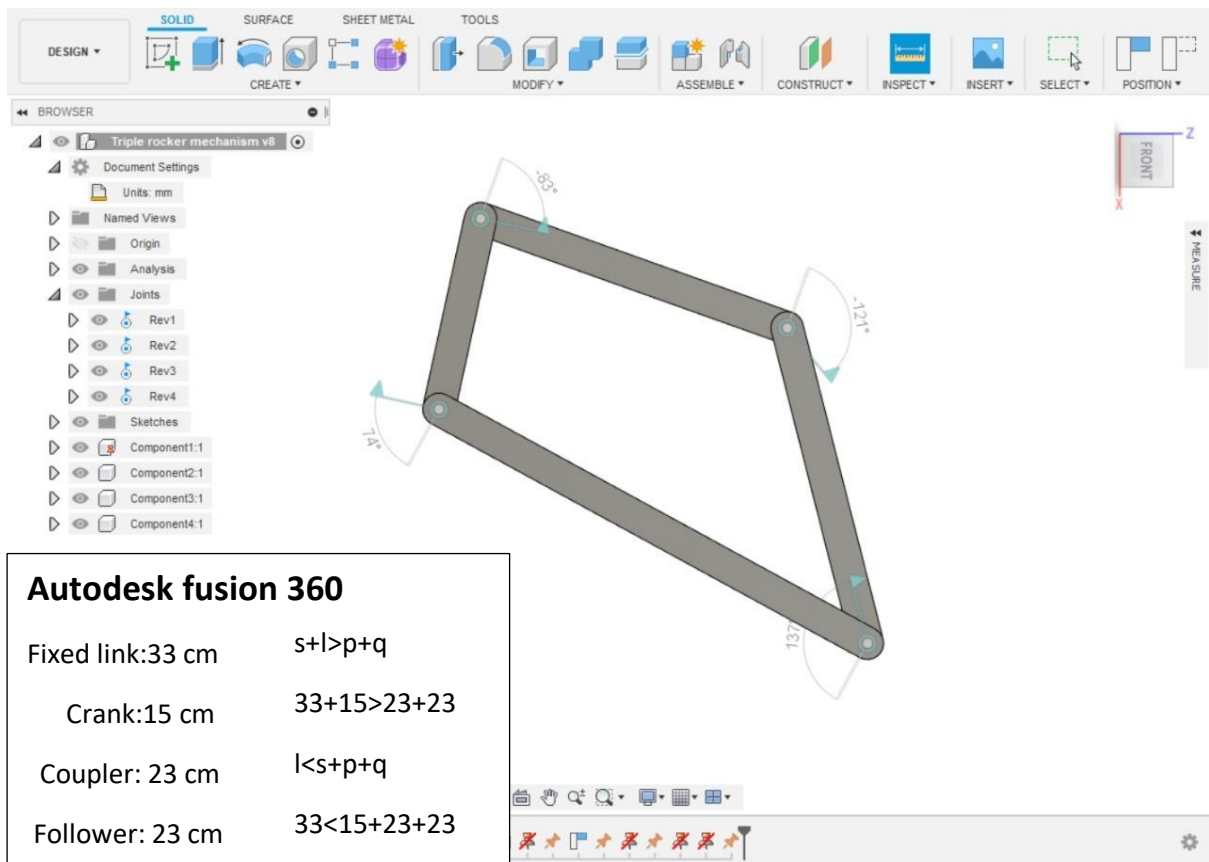 SOLID SURFACE SHEET METAL TOOLS
DESIGN
CREATE MODIFY ASSEMBLE CONSTRUCT INSPECT INSERT SELECT POSITION
BROWSER
Triple rocker mechanism v8
Document Settings
Units: mm
Named Views
Origin
Analysis
Joints
Rev1
Rev2
Rev3
Rev4
Sketches
Component1:1
Component2:1
Component3:1
Component4:1
-83°
-121°
74°
137°
FRONT
Z
X
MEASURE
Autodesk fusion 360
Fixed link:33 cm
Crank:15 cm
Coupler: 23 cm
Follower: 23 cm
s+l>p+q
33+15>23+23
l<s+p+q
33<15+23+23